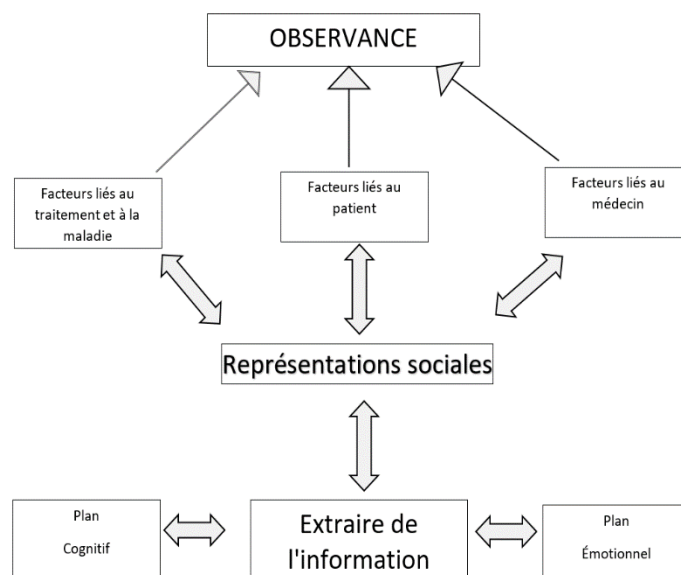 OBSERVANCE
Facteurs liés au
traitement et à la
maladie
Facteurs liés au
patient
Facteurs liés au
médecin
Représentations sociales
Plan
Cognitif
Extraire de
l'information
Plan
Émotionnel